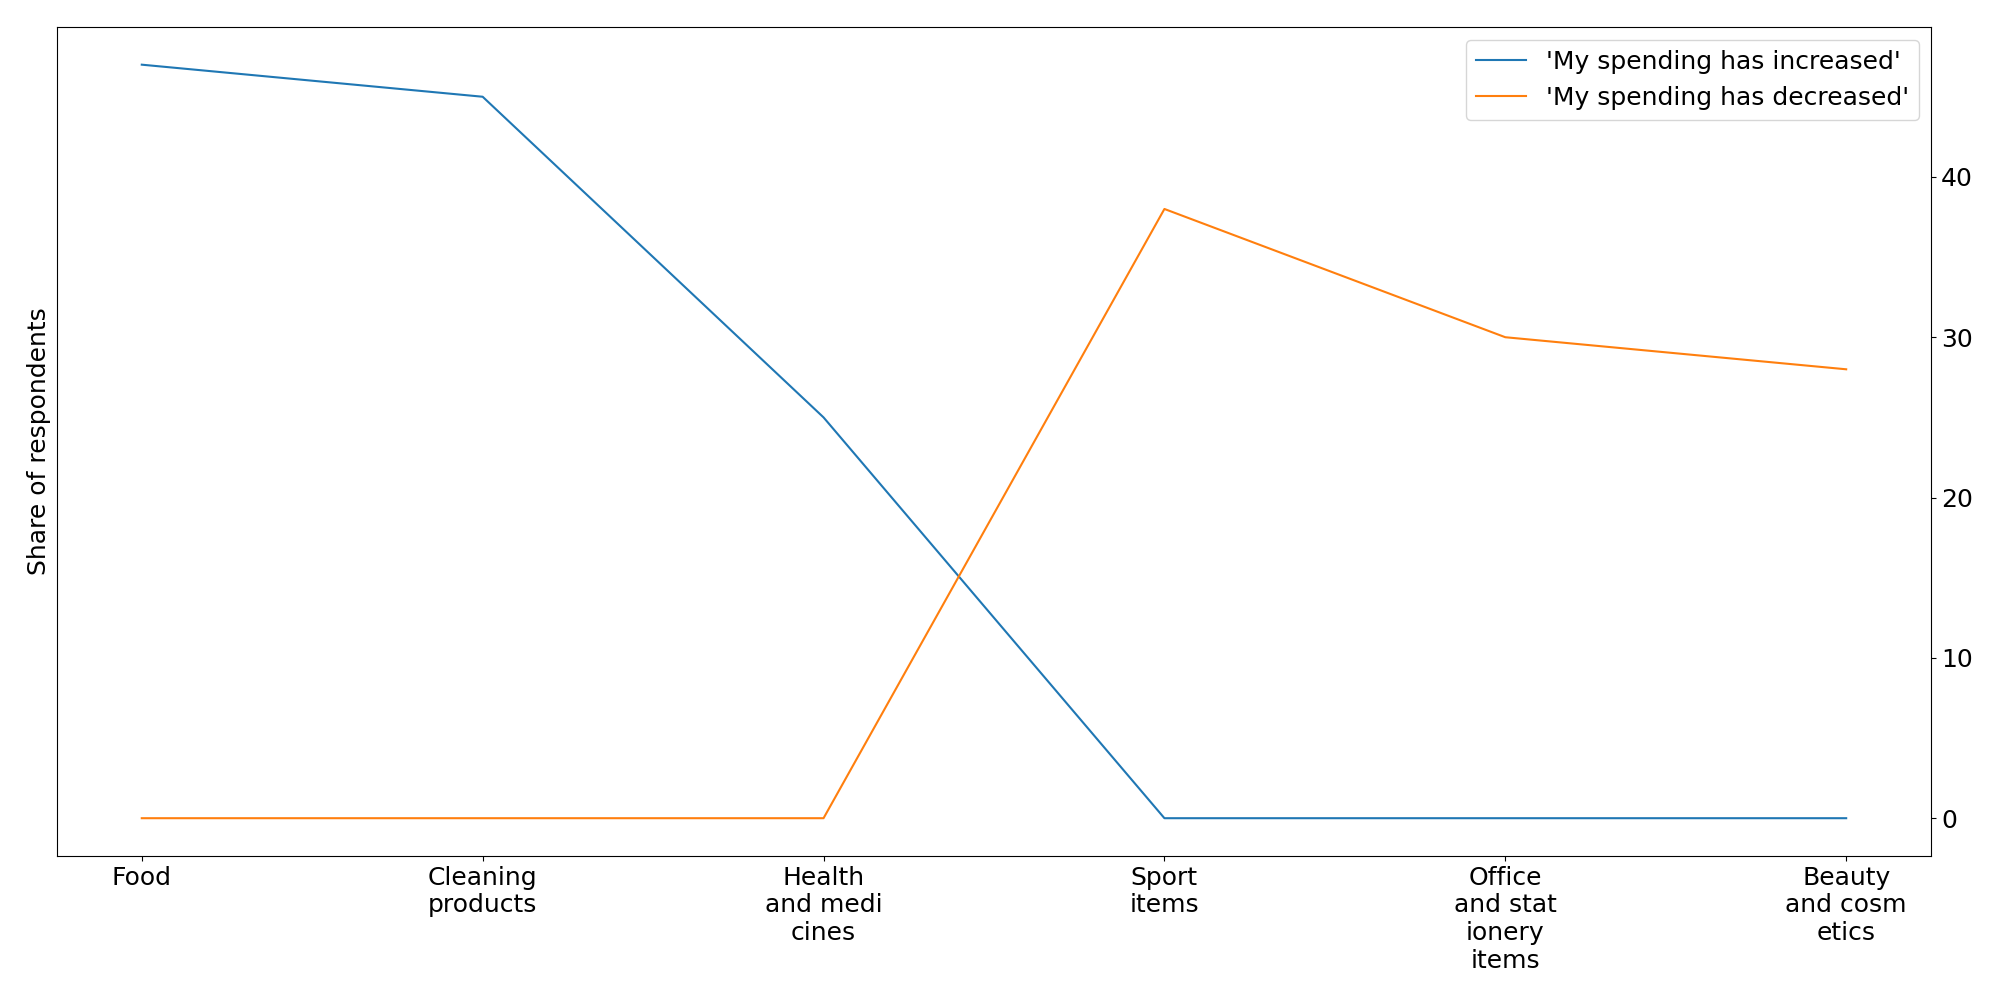 'My spending has increased'
'My spending has decreased'
Share of respondents
40
30
20
10
0
Food
Cleaning
products
Health
and medi
cines
Sport
items
Office
and stat
ionery
items
Beauty
and cosm
etics